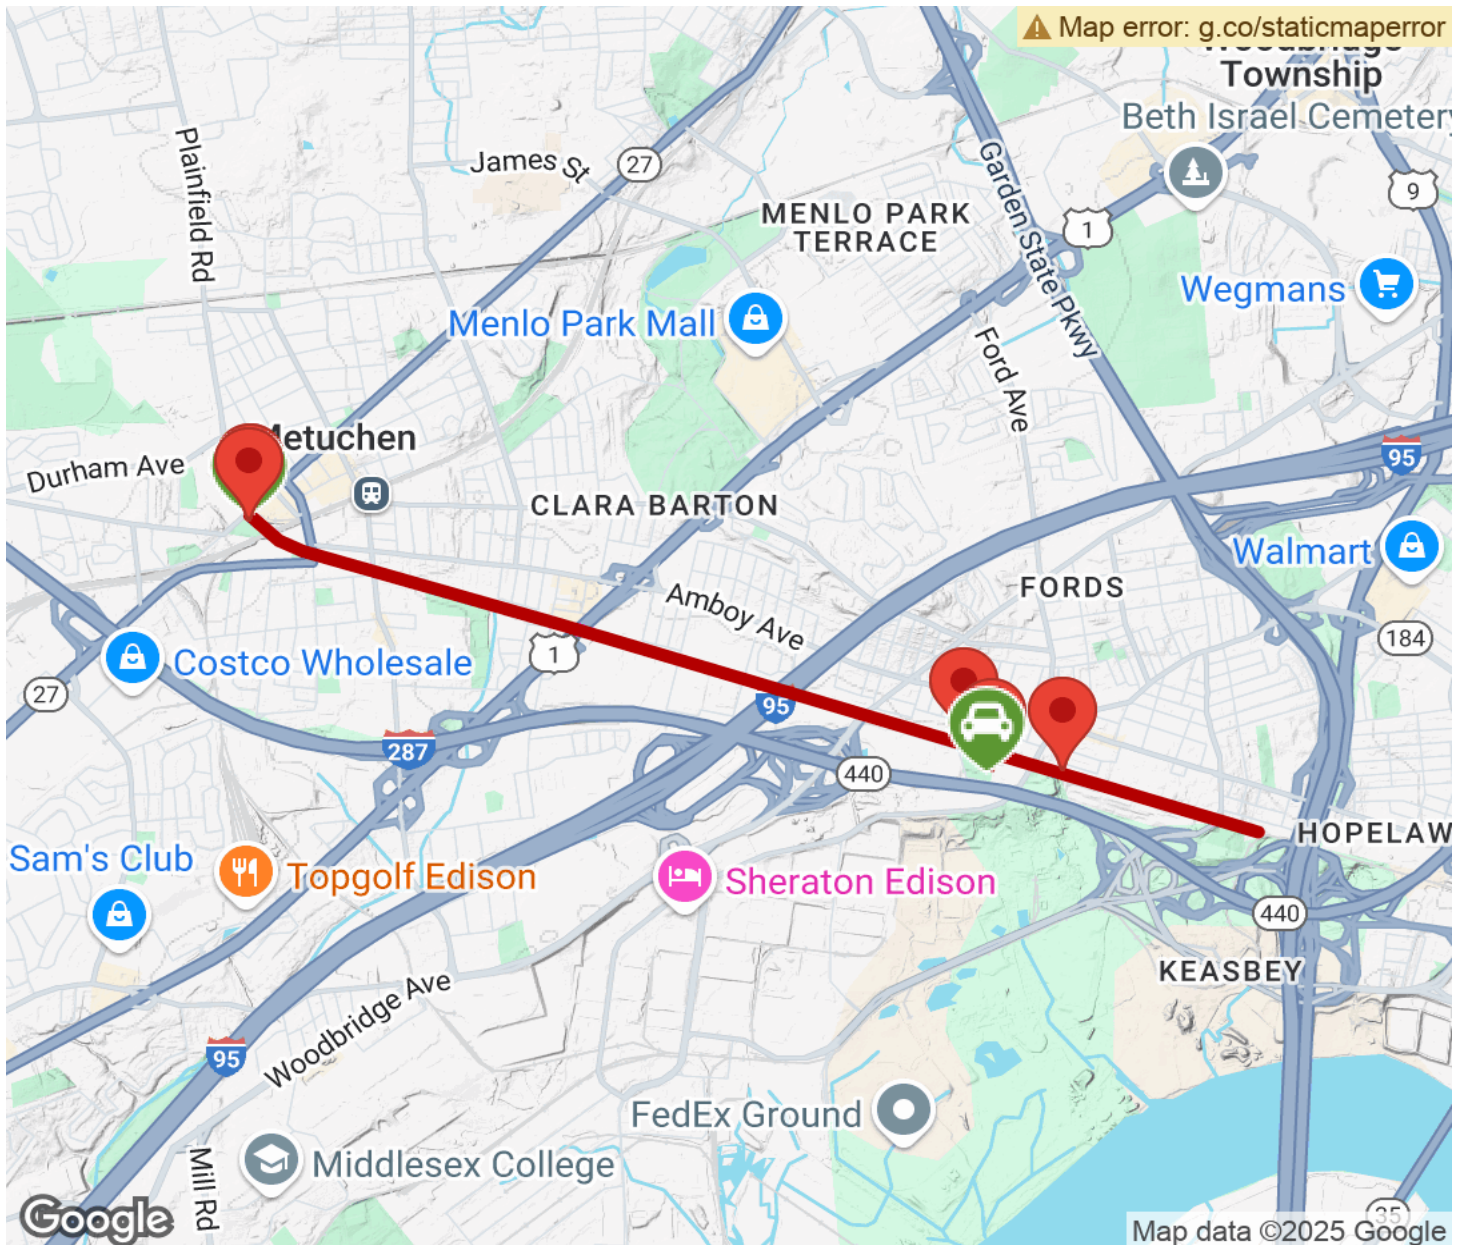 Map error: g.co/staticmaperror
Woodbridge
Township
Beth Israel Cemetery
Plainfield Rd
James St
27
Garden State Pkwy
9
MENLO PARK
TERRACE
1
Wegmans
Menlo Park Mall
Ford Ave
Metuchen
Durham Ave
95
CLARA BARTON
Walmart
FORDS
Amboy Ave
184
1
Costco Wholesale
27
95
287
440
HOPELAW
Sam's Club
Topgolf Edison
Sheraton Edison
440
KEASBEY
Woodbridge Ave
95
FedEx Ground
Middlesex College
Mill Rd
35
Google
Map data ©2025 Google